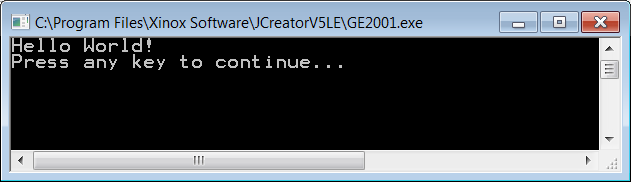 C:\Program Files\Xinox Software\JCreatorV5LE\GE2001.exe
Hello World!
Press any key to continue...